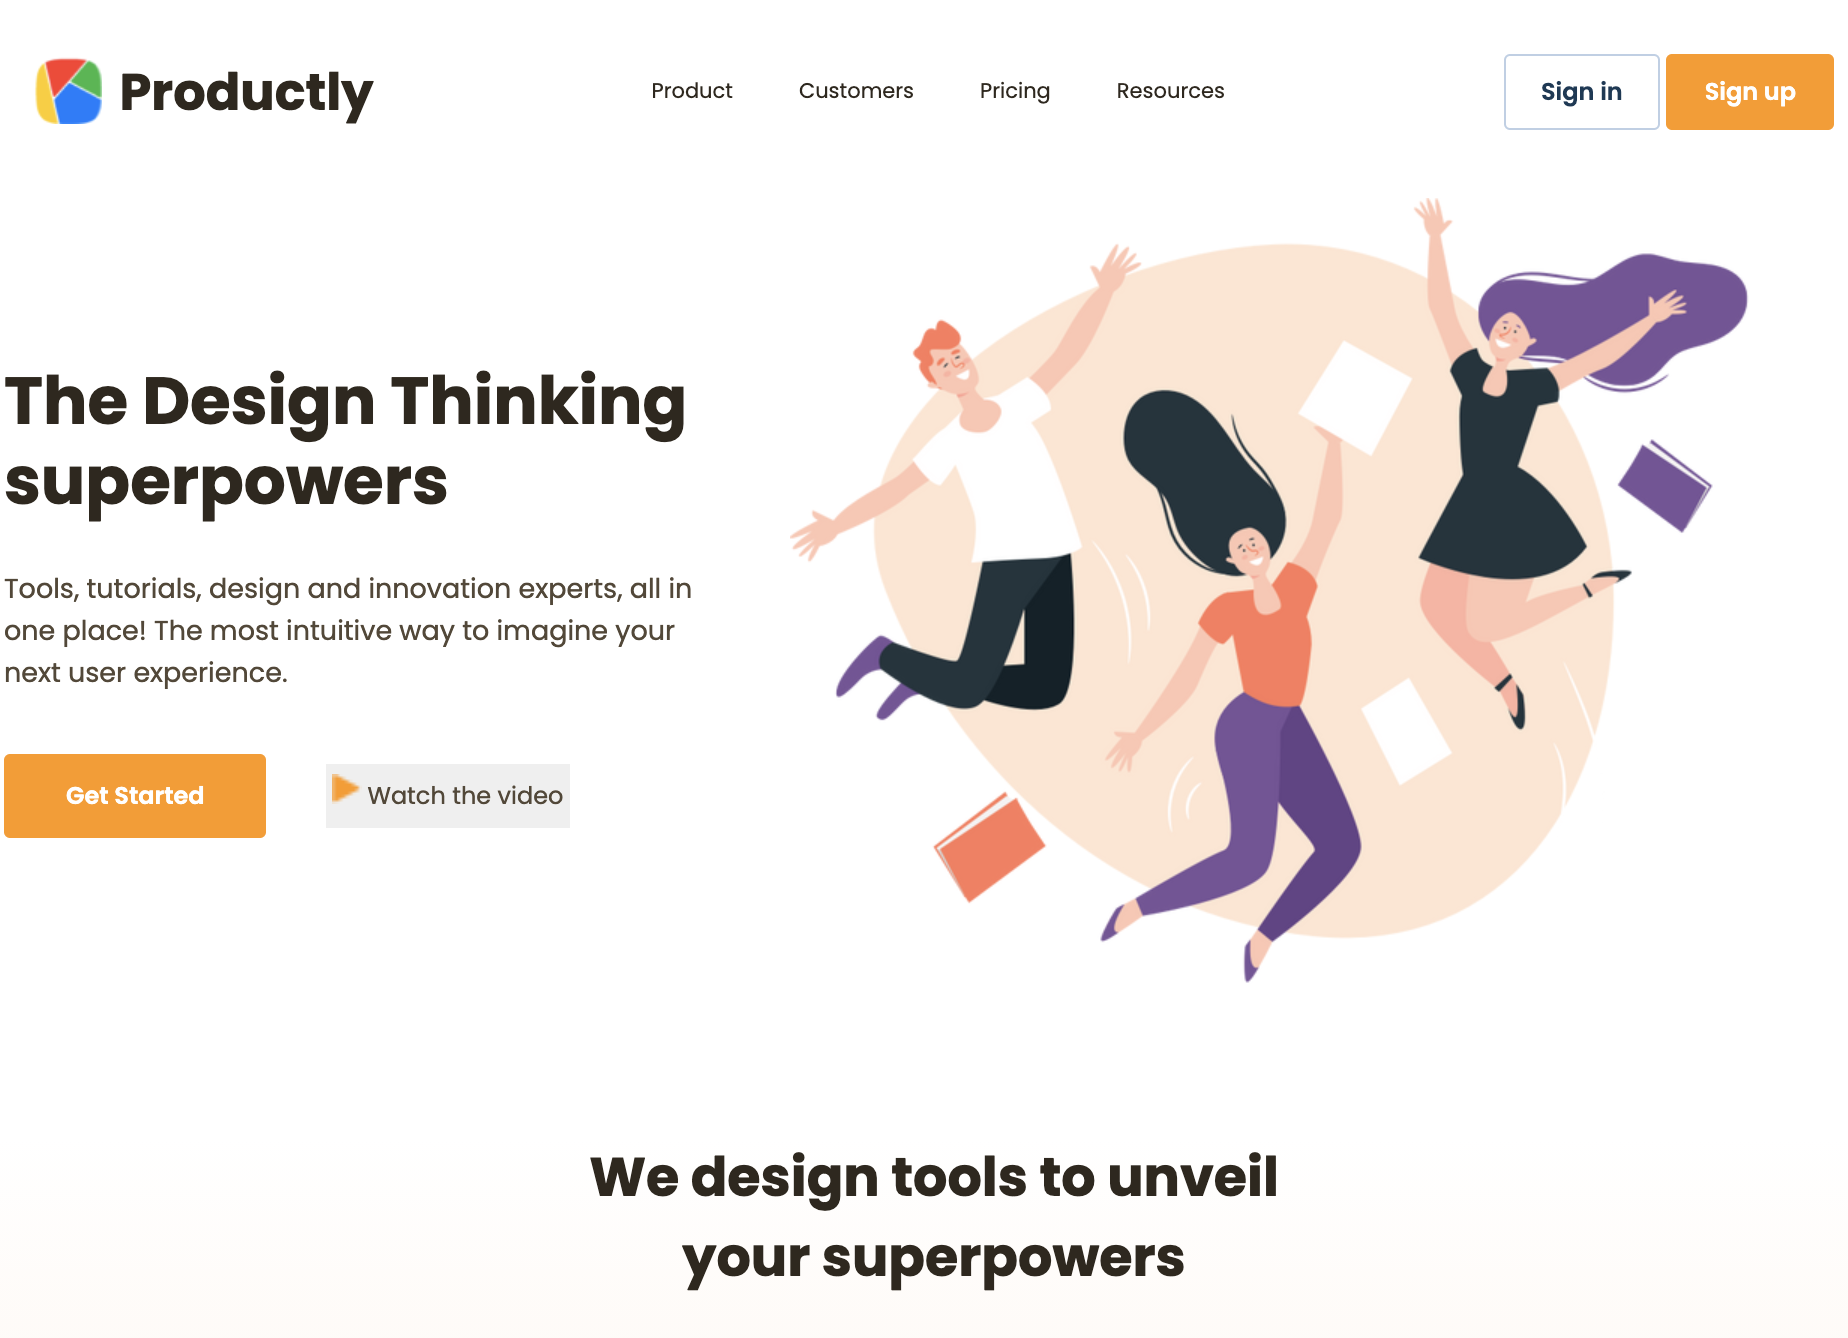 Productly
Product
Customers
Pricing
Resources
Sign in
Sign up
The Design Thinking
superpowers
Tools, tutorials, design and innovation experts, all in
one place! The most intuitive way to imagine your
next user experience.
Get Started
Watch the video
We design tools to unveil
your superpowers